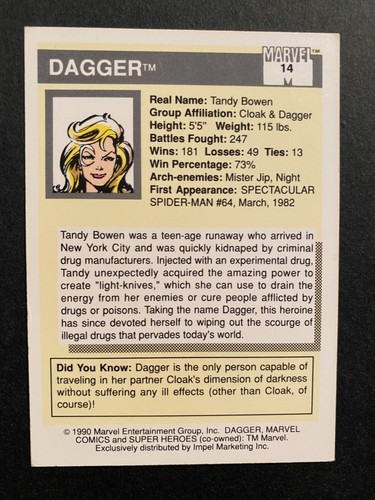 MARVEL™
DAGGER™
14
Real Name: Tandy Bowen
Group Affiliation: Cloak & Dagger
Height: 5'5" Weight: 115 lbs.
Battles Fought: 247
Wins: 181 Losses: 49 Ties: 13
Win Percentage: 73%
Arch-enemies: Mister Jip, Night
First Appearance: SPECTACULAR
SPIDER-MAN #64, March, 1982
Tandy Bowen was a teen-age runaway who arrived in
New York City and was quickly kidnaped by criminal
drug manufacturers. Injected with an experimental drug,
Tandy unexpectedly acquired the amazing power to
create "light-knives," which she can use to drain the
energy from her enemies or cure people afflicted by
drugs or poisons. Taking the name Dagger, this heroine
has since devoted herself to wiping out the scourge of
illegal drugs that pervades today's world.
Did You Know: Dagger is the only person capable of
traveling in her partner Cloak's dimension of darkness
without suffering any ill effects (other than Cloak, of
course)!
© 1990 Marvel Entertainment Group, Inc. DAGGER, MARVEL
COMICS and SUPER HEROES (co-owned): TM Marvel.
Exclusively distributed by Impel Marketing Inc.